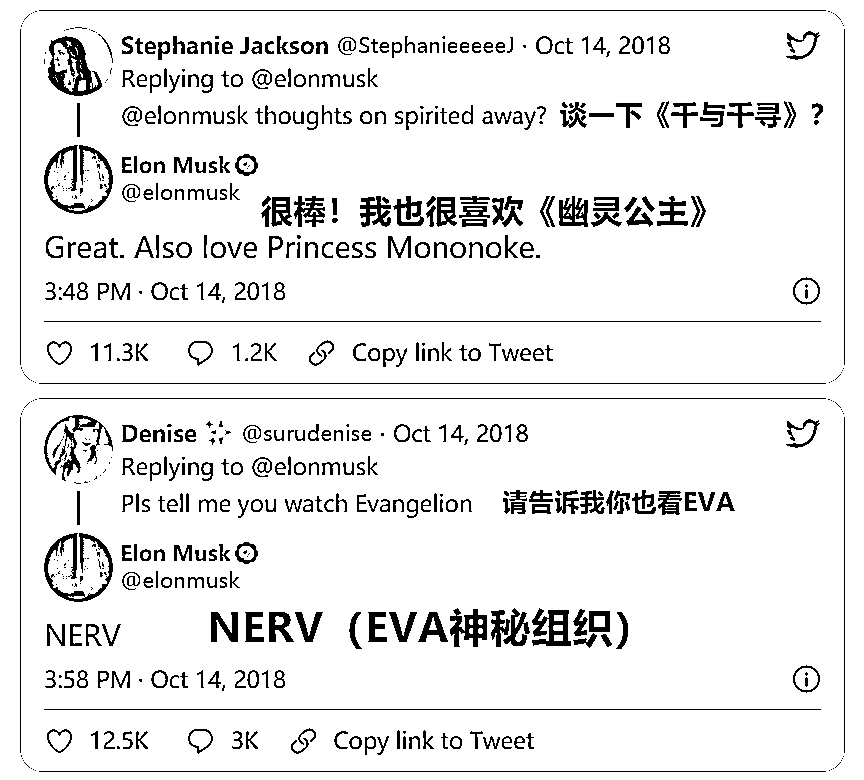 Stephanie Jackson @StephanieeeeeJ · Oct 14, 2018
Replying to @elonmusk
@elonmusk thoughts on spirited away? 谈一下《千与千寻》?
Elon Musk
@elonmusk
很棒！我也很喜欢《幽灵公主》
Great. Also love Princess Mononoke.
3:48 PM · Oct 14, 2018
11.3K 1.2K Copy link to Tweet
Denise @surudenise · Oct 14, 2018
Replying to @elonmusk
Pls tell me you watch Evangelion 请告诉我你也看EVA
Elon Musk
@elonmusk
NERV NERV（EVA神秘组织）
3:58 PM · Oct 14, 2018
12.5K 3K Copy link to Tweet